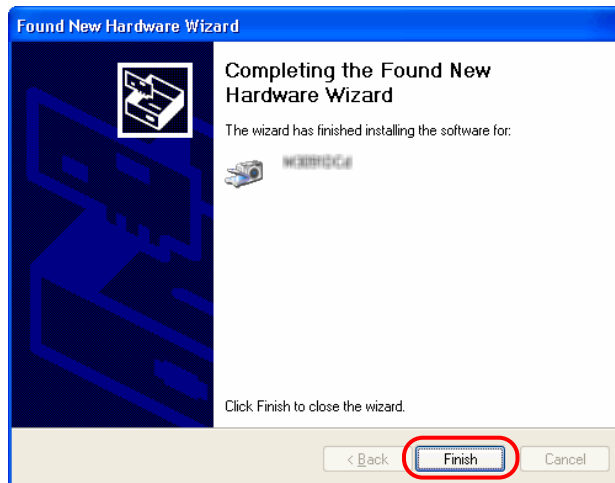 Found New Hardware Wizard
Completing the Found New
Hardware Wizard
The wizard has finished installing the software for:
Click Finish to close the wizard.
< Back
Finish
Cancel